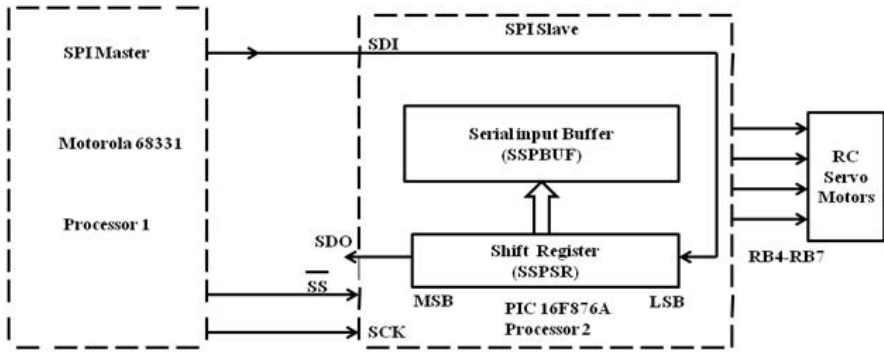 SPI Master
Motorola 68331
Processor 1
SPI Slave
SDI
Serial input Buffer
(SSPBUF)
SDO
Shift Register
(SSPSR)
MSB
LSB
SS
SCK
PIC 16F876A
Processor 2
RC
Servo
Motors
RB4-RB7